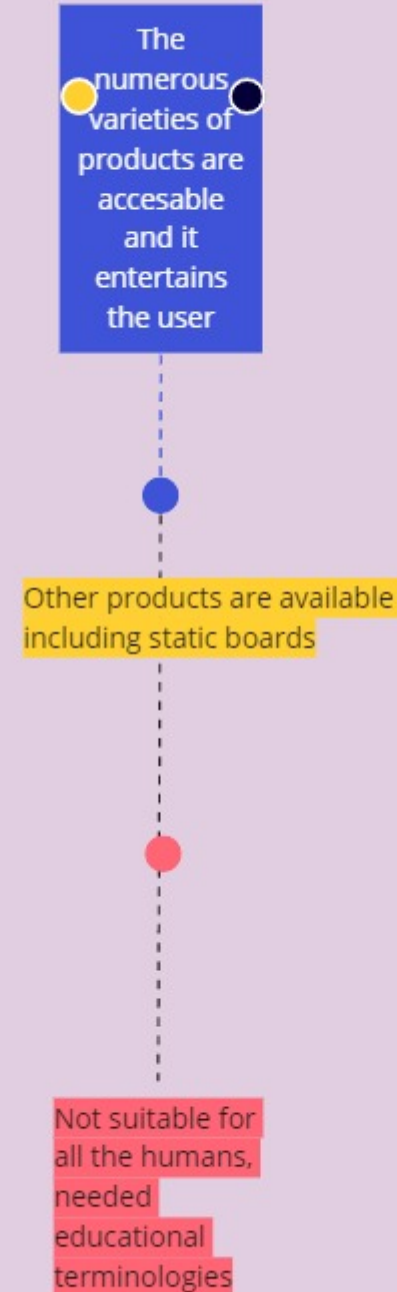 The
numerous
varieties of
products are
accesable
and it
entertains
the user
Other products are available
including static boards
Not suitable for
all the humans,
needed
educational
terminologies